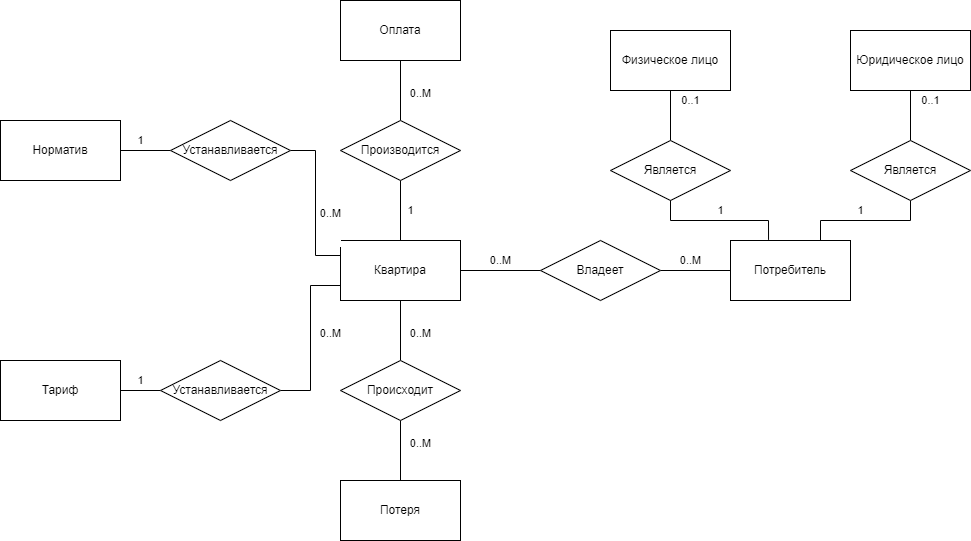 Оплата
Физическое лицо
Юридическое лицо
0..M
0..1
0..1
Норматив
1
Устанавливается
Производится
Является
Является
0..M
1
1
1
Квартира
0..M
Владеет
0..M
Потребитель
0..M
0..M
Тариф
1
Устанавливается
Происходит
0..M
Потеря